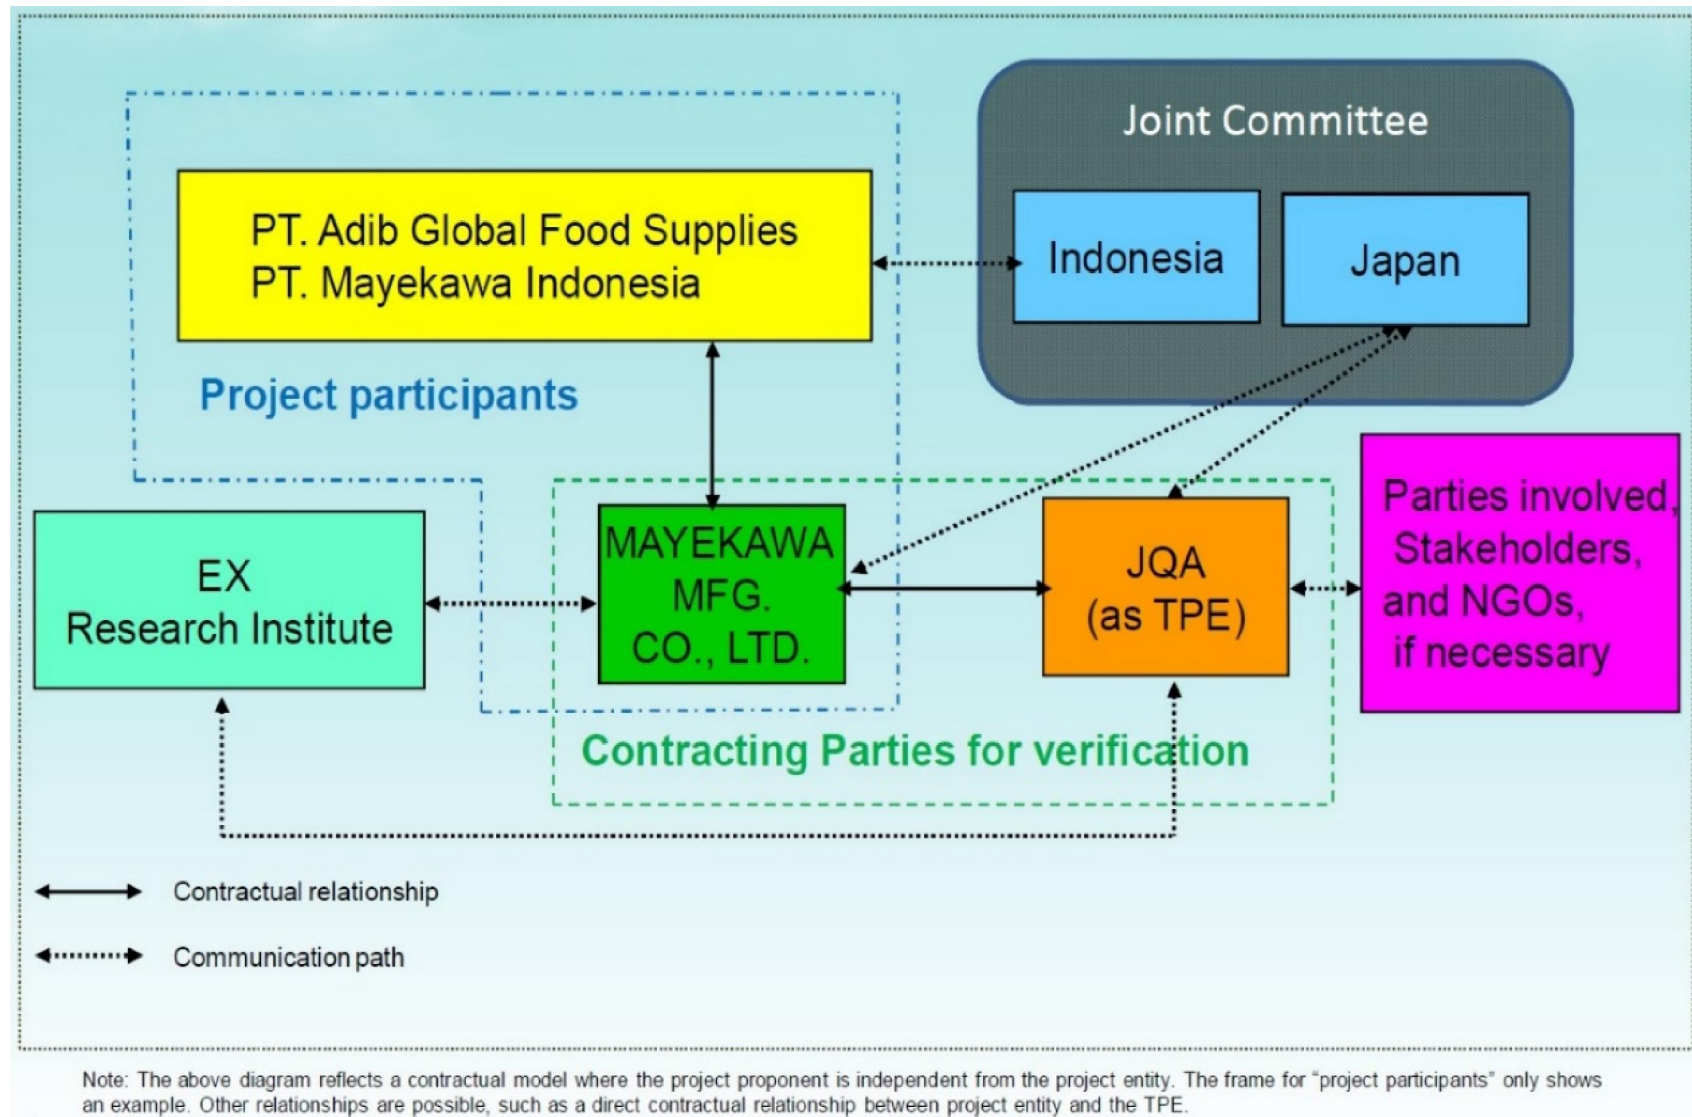 Joint Committee
PT. Adib Global Food Supplies
PT. Mayekawa Indonesia
Indonesia
Japan
Project participants
EX
Research Institute
MAYEKAWA
MFG.
CO., LTD.
JQA
(as TPE)
Parties involved,
Stakeholders,
and NGOs,
if necessary
Contracting Parties for verification
Contractual relationship
Communication path
Note: The above diagram reflects a contractual model where the project proponent is independent from the project entity. The frame for “project participants” only shows
an example. Other relationships are possible, such as a direct contractual relationship between project entity and the TPE.